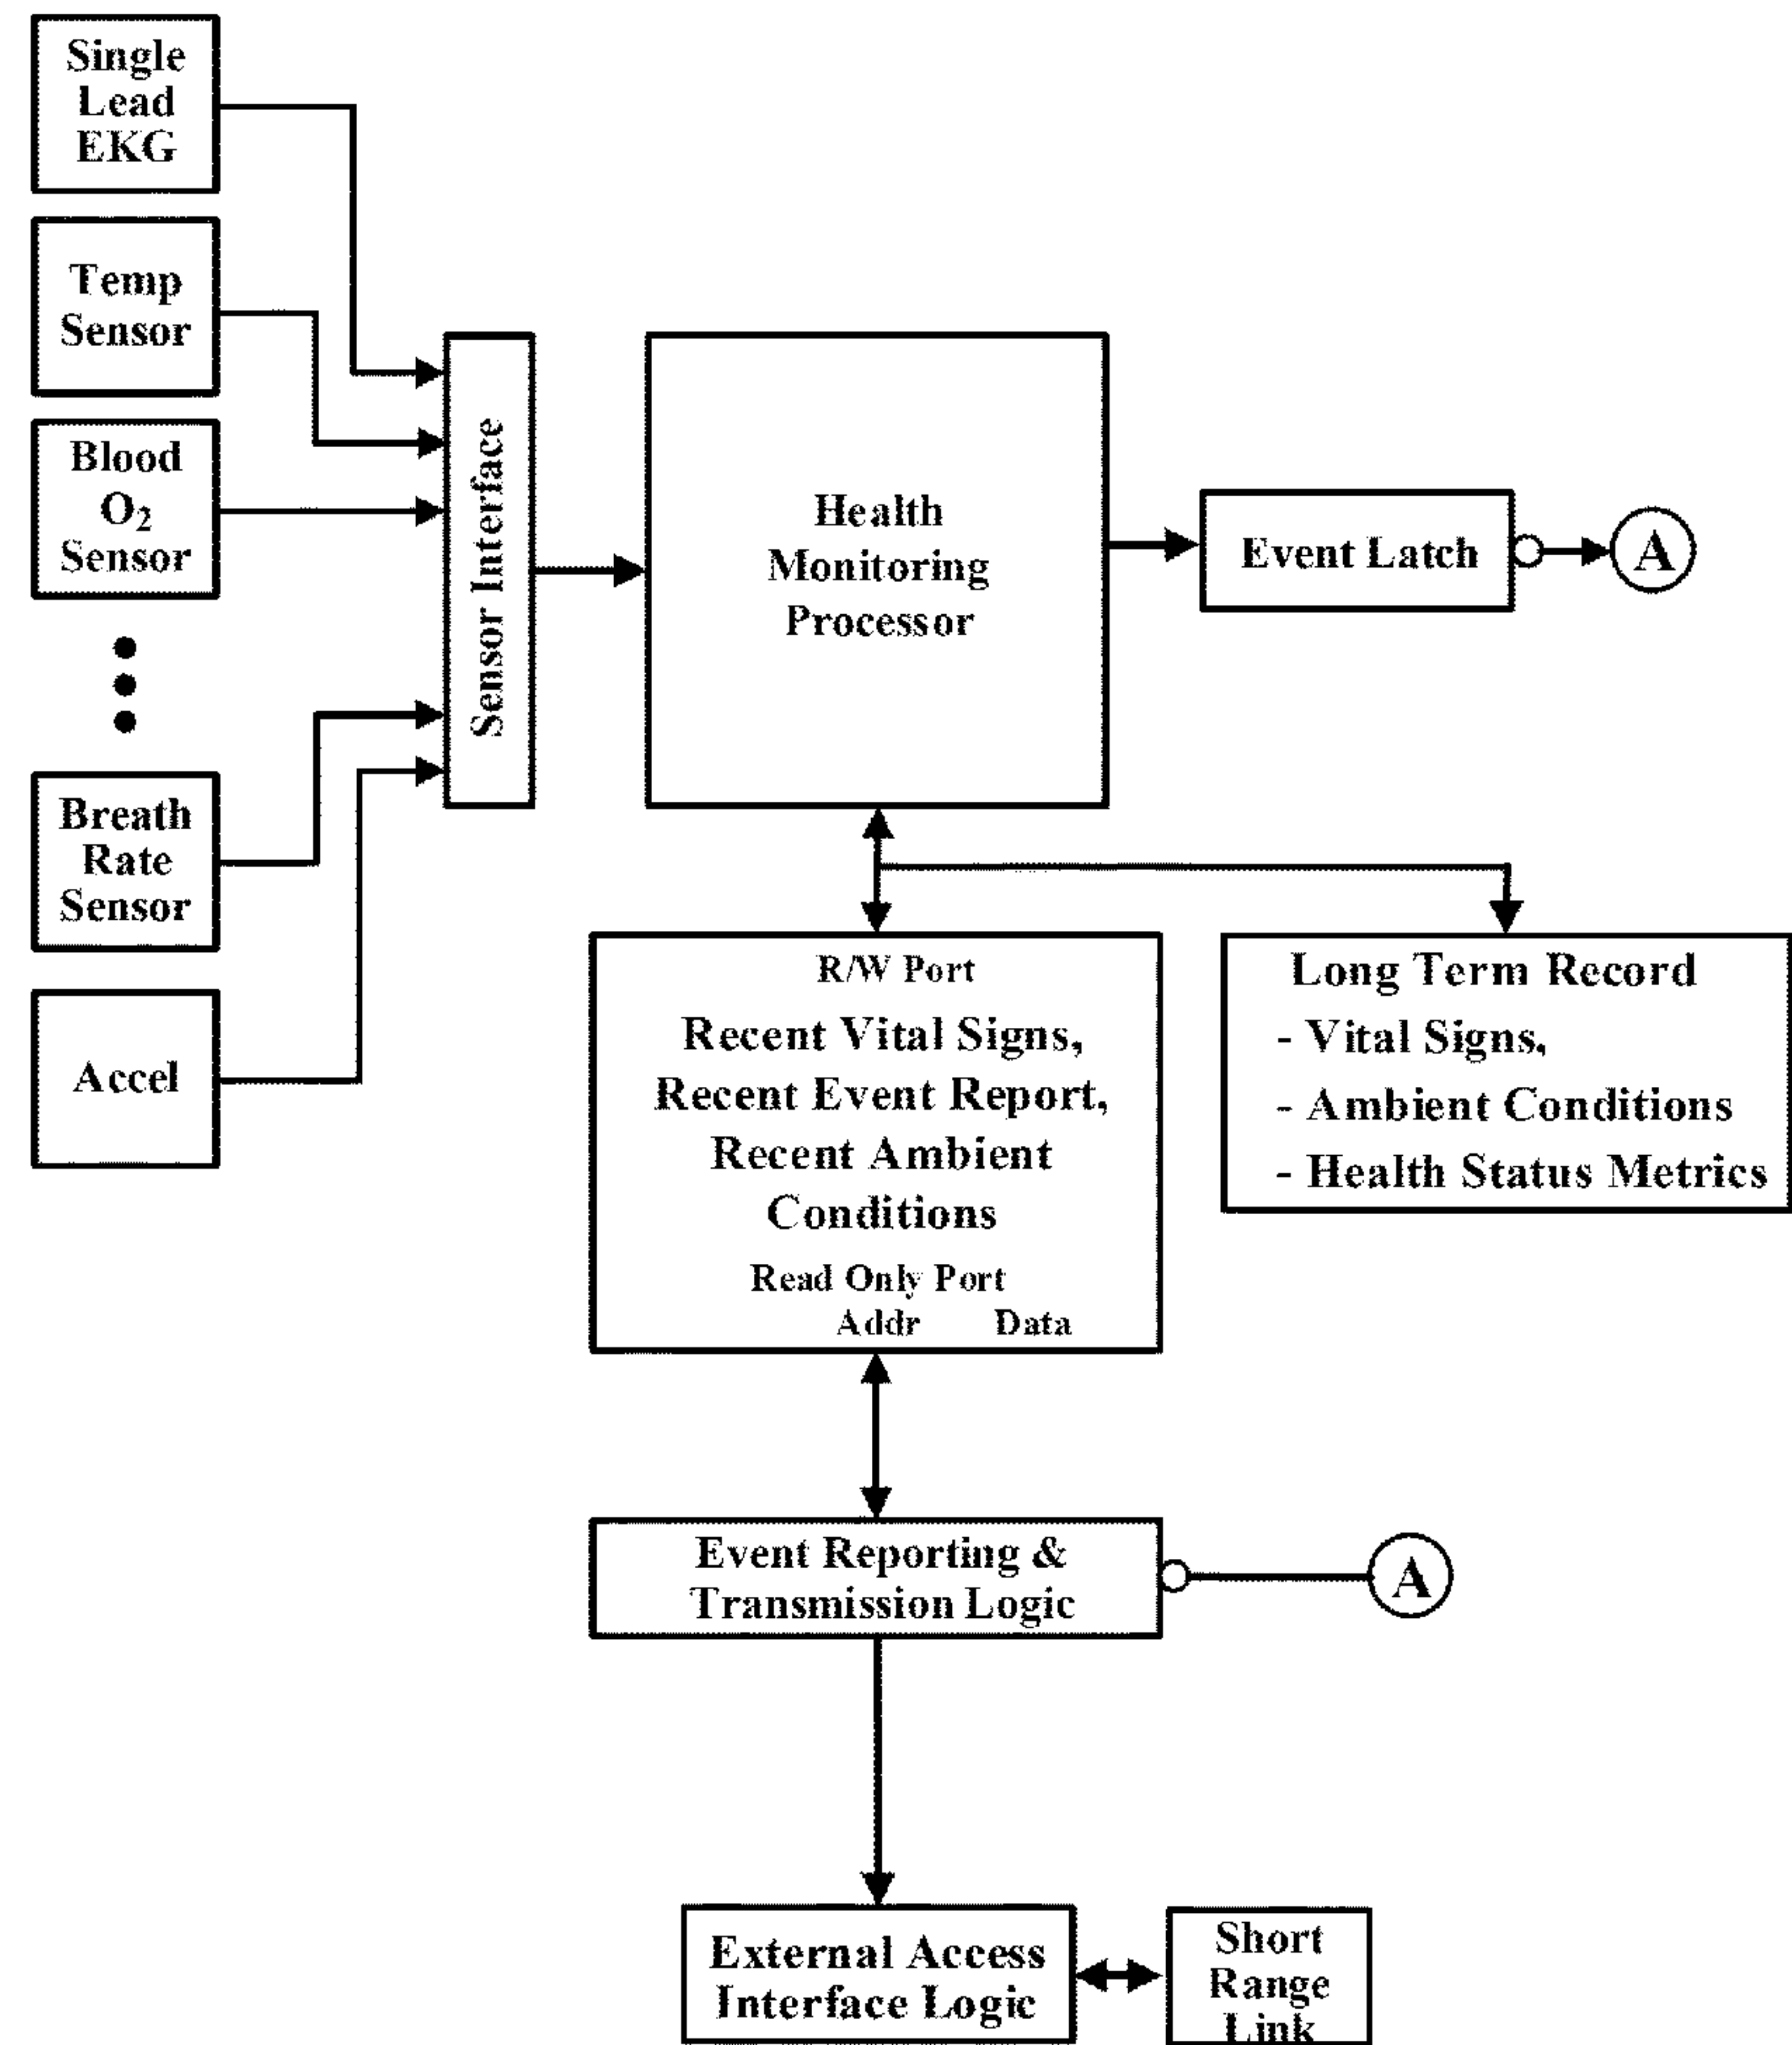 Single
Lead
EKG
Temp
Sensor
Blood
O₂
Sensor
Breath
Rate
Sensor
Accel
Sensor Interface
Health
Monitoring
Processor
Event Latch
A
R/W Port
Recent Vital Signs,
Recent Event Report,
Recent Ambient
Conditions
Read Only Port
Addr Data
Long Term Record
- Vital Signs,
- Ambient Conditions
- Health Status Metrics
Event Reporting &
Transmission Logic
A
External Access
Interface Logic
Short
Range
Link